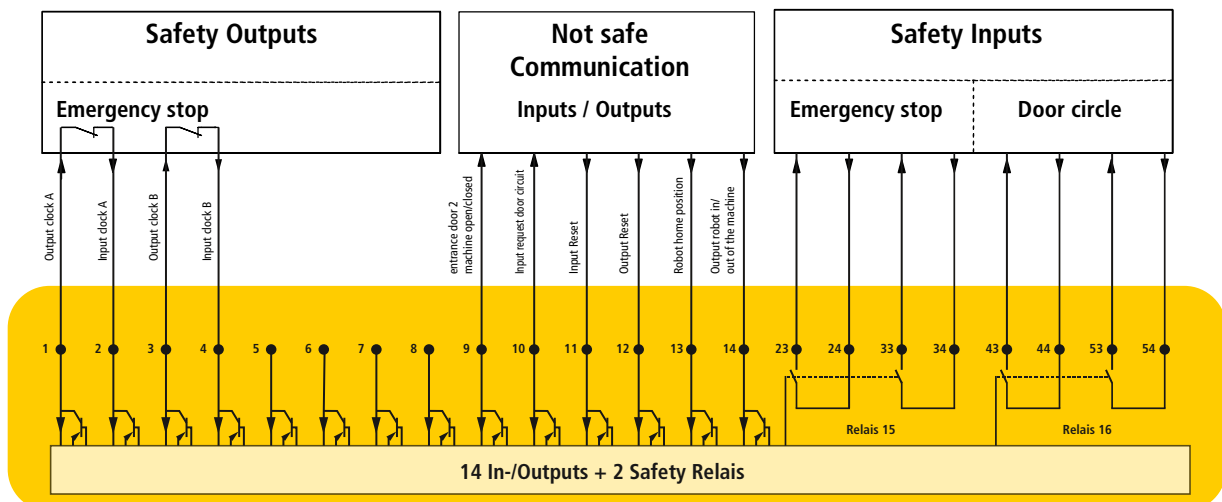 Safety Outputs
Emergency stop
Not safe
Communication
Inputs / Outputs
Safety Inputs
Emergency stop
Door circle
Output clock A
Input clock A
Output clock B
Input clock B
entrance door 2
machine open/closed
Input request door circuit
Input Reset
Output Reset
Robot home position
Output robot in/
out of the machine
1 2 3 4 5 6 7 8 9 10 11 12 13 14 23 24 33 34 43 44 53 54
Relais 15
Relais 16
14 In-/Outputs + 2 Safety Relais